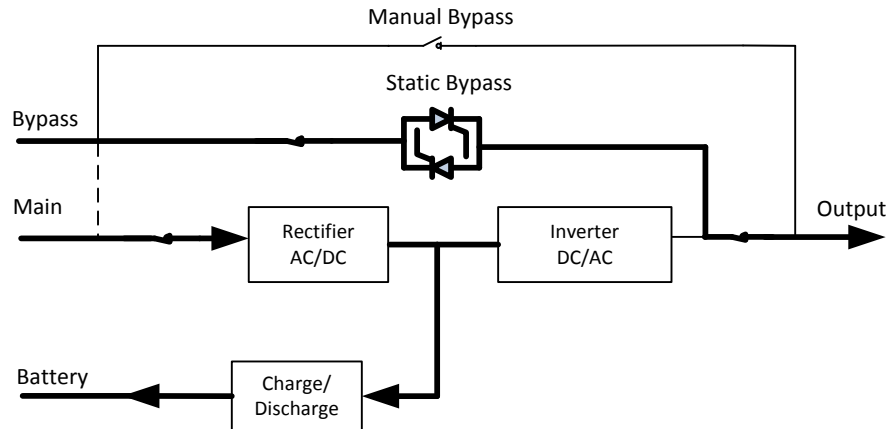 Manual Bypass
Static Bypass
Bypass
Main
Output
Rectifier
AC/DC
Inverter
DC/AC
Battery
Charge/
Discharge